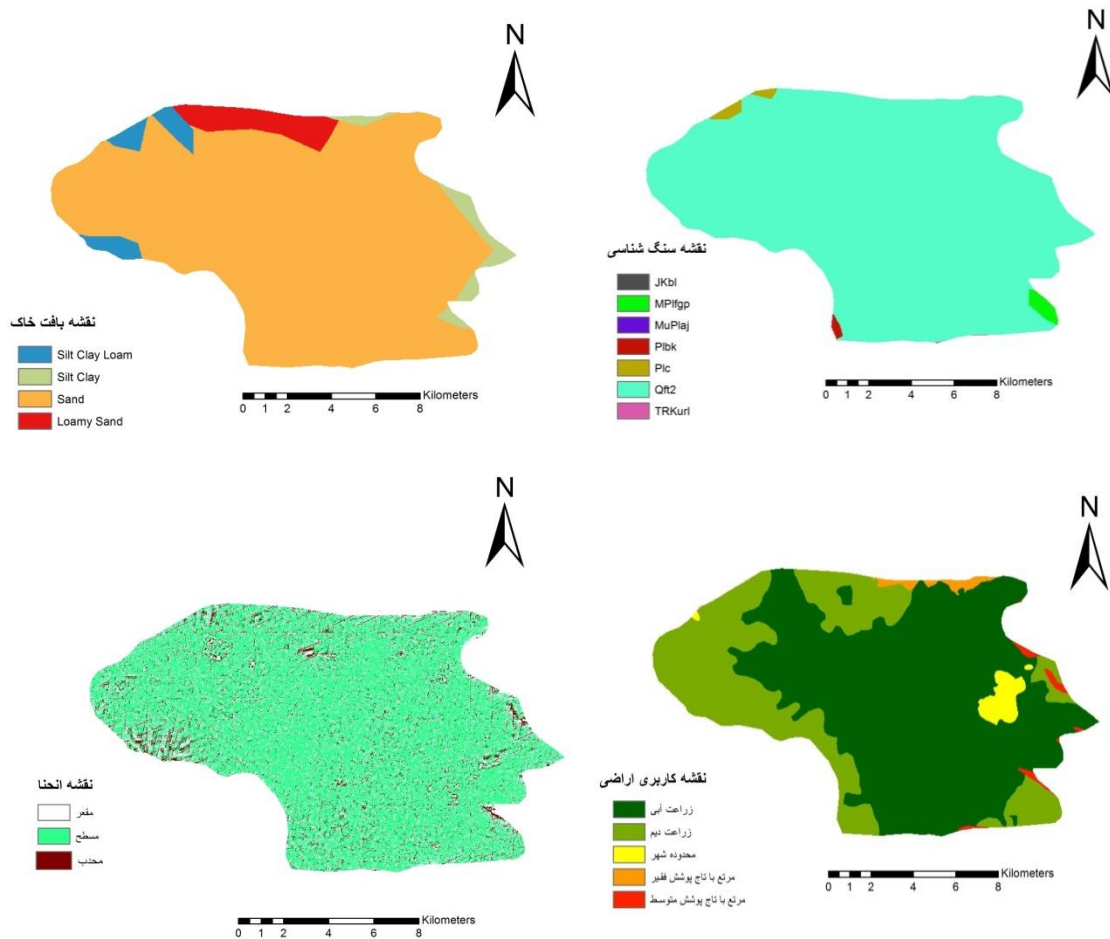 N
نقشه بافت خاک
Silt Clay Loam
Silt Clay
Sand
Loamy Sand
Kilometers
0 1 2 4 6 8
N
نقشه سنگ شناسی
JKbl
MPlfgp
MuPlaj
Plbk
Plc
Qft2
TRKurl
Kilometers
0 1 2 4 6 8
N
نقشه انحنا
مقعر
مسطح
محدب
Kilometers
0 1 2 4 6 8
N
نقشه کاربری اراضی
زراعت آبی
زراعت دیم
محدوده شهر
مرتع با تاج پوشش فقیر
مرتع با تاج پوشش متوسط
Kilometers
0 1 2 4 6 8